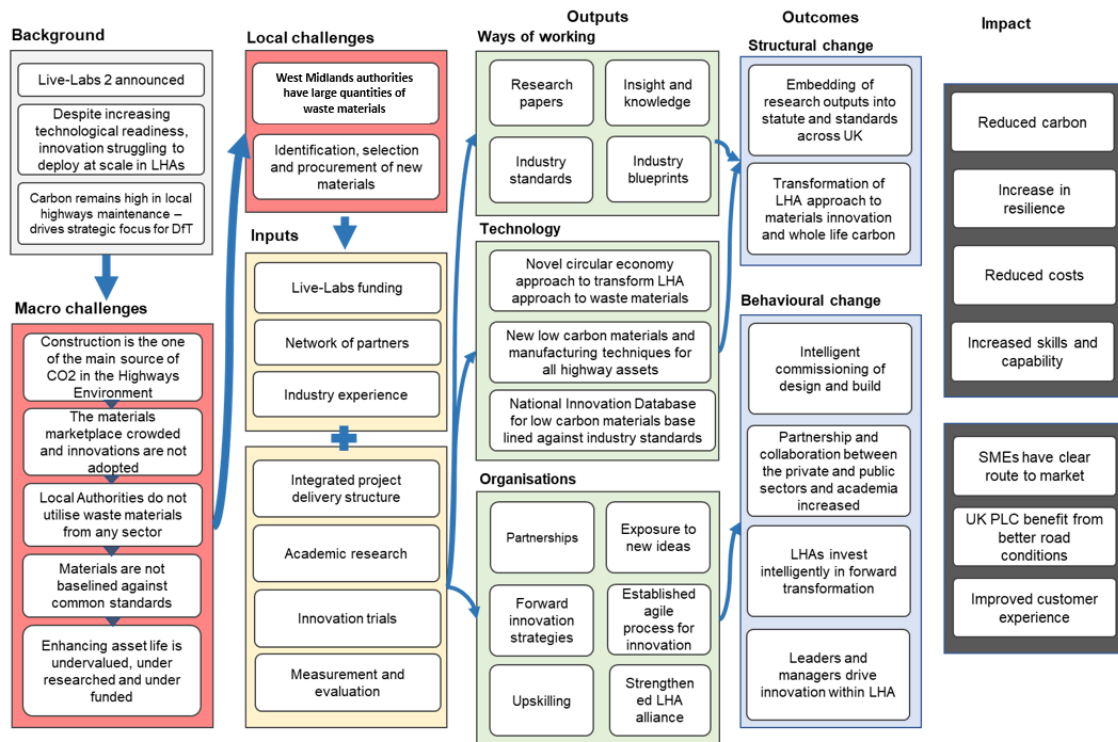 Background
Live-Labs 2 announced
Despite increasing
technological readiness,
innovation struggling to
deploy at scale in LHAs
Carbon remains high in local
highways maintenance –
drives strategic focus for DfT
Macro challenges
Construction is the one
of the main source of
CO2 in the Highways
Environment
The materials
marketplace crowded
and innovations are not
adopted
Local Authorities do not
utilise waste materials
from any sector
Materials are not
baselined against
common standards
Enhancing asset life is
undervalued, under
researched and under
funded
Local challenges
West Midlands authorities
have large quantities of
waste materials
Identification, selection
and procurement of new
materials
Inputs
Live-Labs funding
Network of partners
Industry experience
Integrated project
delivery structure
Academic research
Innovation trials
Measurement and
evaluation
Outputs
Ways of working
Research
papers
Insight and
knowledge
Industry
standards
Industry
blueprints
Technology
Novel circular economy
approach to transform LHA
approach to waste materials
New low carbon materials and
manufacturing techniques for
all highway assets
National Innovation Database
for low carbon materials base
lined against industry standards
Organisations
Partnerships
Exposure to
new ideas
Forward
innovation
strategies
Established
agile
process for
innovation
Upskilling
Strengthen
ed LHA
alliance
Outcomes
Structural change
Embedding of
research outputs into
statute and standards
across UK
Transformation of
LHA approach to
materials innovation
and whole life carbon
Behavioural change
Intelligent
commissioning of
design and build
Partnership and
collaboration between
the private and public
sectors and academia
increased
LHAs invest
intelligently in forward
transformation
Leaders and
managers drive
innovation within LHA
Impact
Reduced carbon
Increase in
resilience
Reduced costs
Increased skills and
capability
SMEs have clear
route to market
UK PLC benefit from
better road
conditions
Improved customer
experience